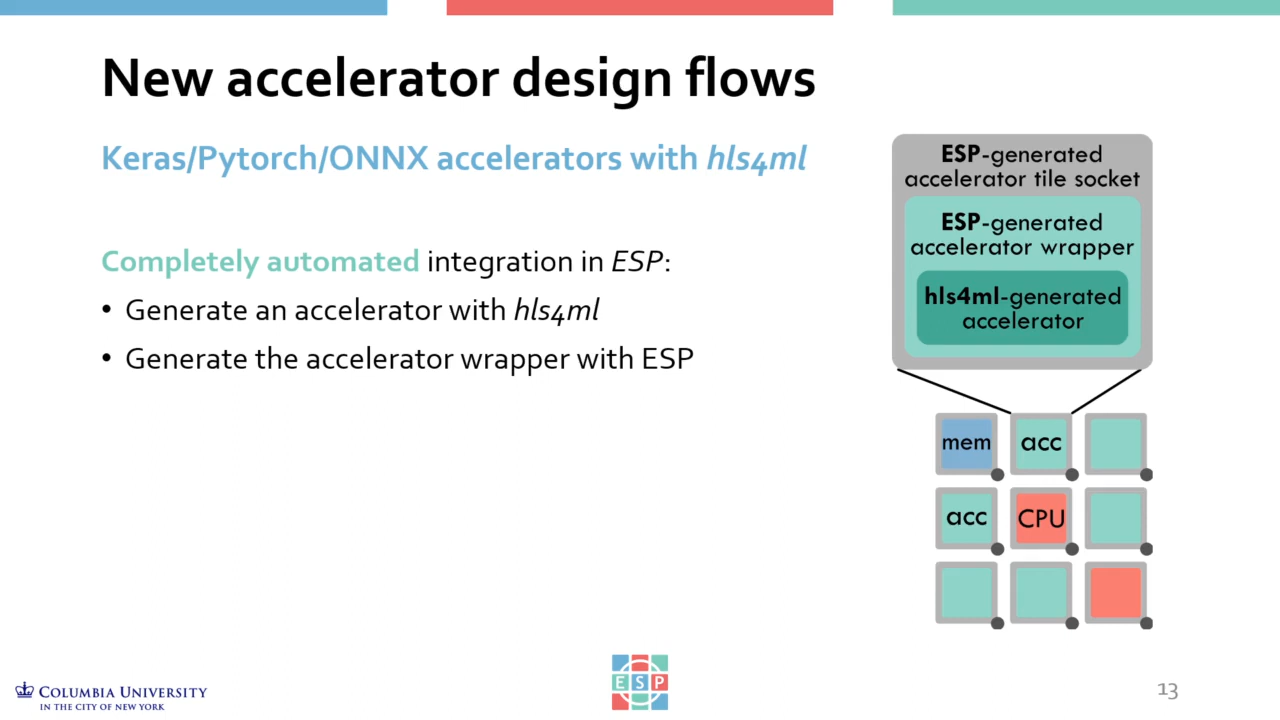 New accelerator design flows
Keras/Pytorch/ONNX accelerators with hls4ml
Completely automated integration in ESP:
• Generate an accelerator with hls4ml
• Generate the accelerator wrapper with ESP
ESP-generated
accelerator tile socket
ESP-generated
accelerator wrapper
hls4ml-generated
accelerator
mem
acc
acc
CPU
COLUMBIA UNIVERSITY
IN THE CITY OF NEW YORK
ESP
13